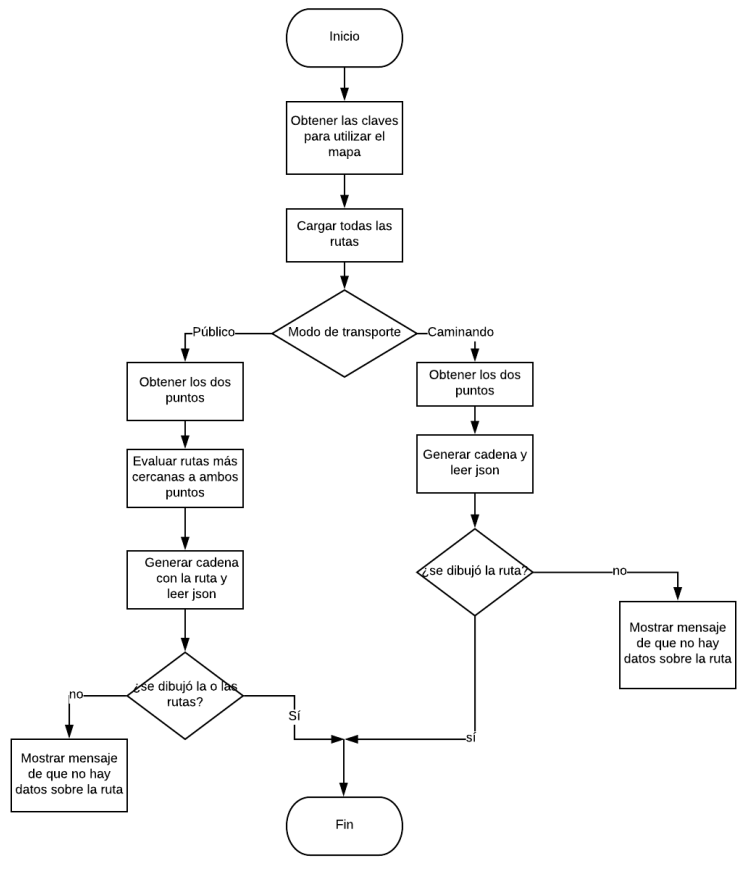 Inicio
Obtener las claves
para utilizar el
mapa
Cargar todas las
rutas
Modo de transporte
Público
Caminando
Obtener los dos
puntos
Evaluar rutas más
cercanas a ambos
puntos
Generar cadena
con la ruta y
leer json
¿se dibujó la o las
rutas?
no
Sí
Mostrar mensaje
de que no hay
datos sobre la ruta
Obtener los dos
puntos
Generar cadena y
leer json
¿se dibujó la ruta?
no
sí
Mostrar mensaje
de que no hay
datos sobre la ruta
Fin